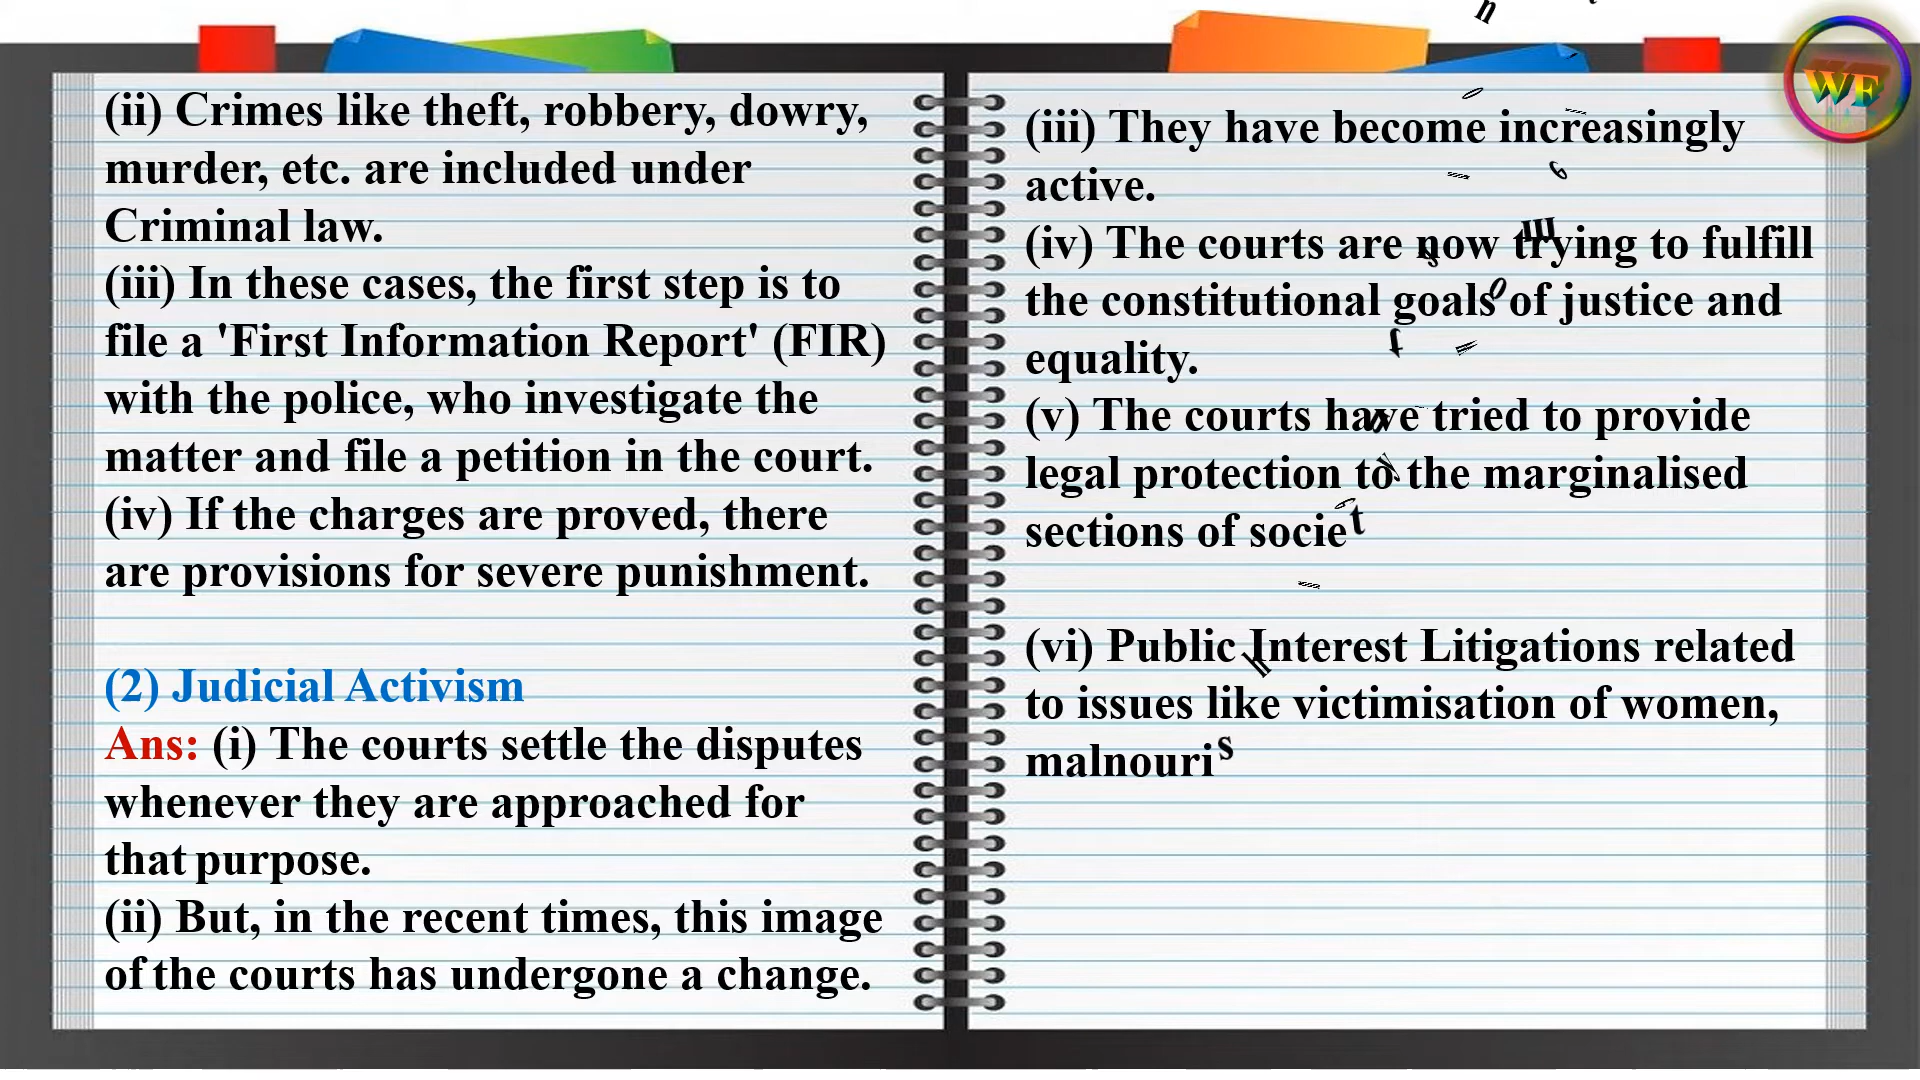 (ii) Crimes like theft, robbery, dowry,
murder, etc. are included under
Criminal law.
(iii) In these cases, the first step is to
file a 'First Information Report' (FIR)
with the police, who investigate the
matter and file a petition in the court.
(iv) If the charges are proved, there
are provisions for severe punishment.
(2) Judicial Activism
Ans: (i) The courts settle the disputes
whenever they are approached for
that purpose.
(ii) But, in the recent times, this image
of the courts has undergone a change.
(iii) They have become increasingly
active.
(iv) The courts are now trying to fulfill
the constitutional goals of justice and
equality.
(v) The courts have tried to provide
legal protection to the marginalised
sections of societ
(vi) Public Interest Litigations related
to issues like victimisation of women,
malnouris
WE